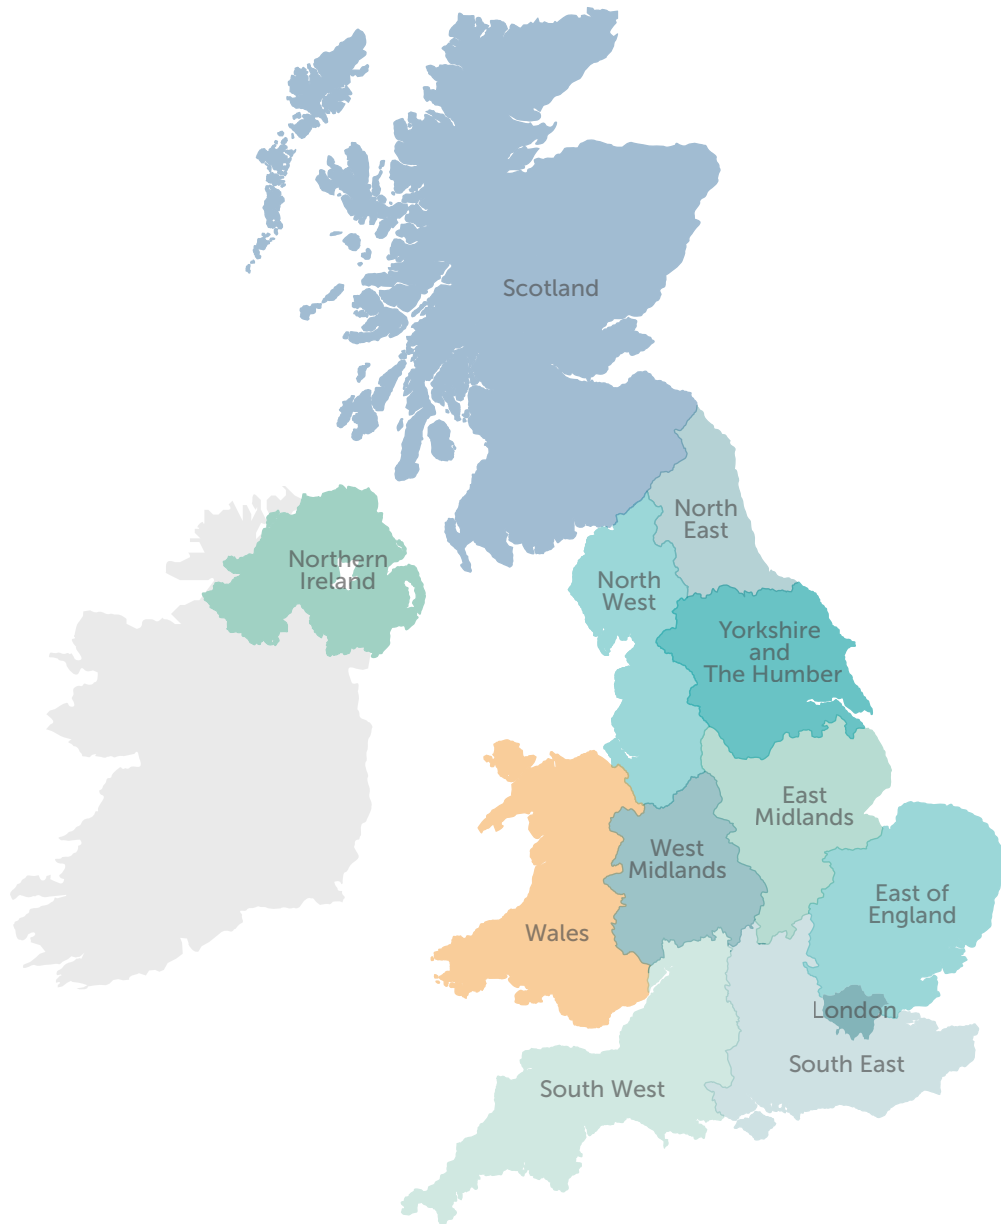 Scotland
North
East
Northern
Ireland
North
West
Yorkshire
and
The Humber
East
Midlands
West
Midlands
East of
England
Wales
London
South East
South West